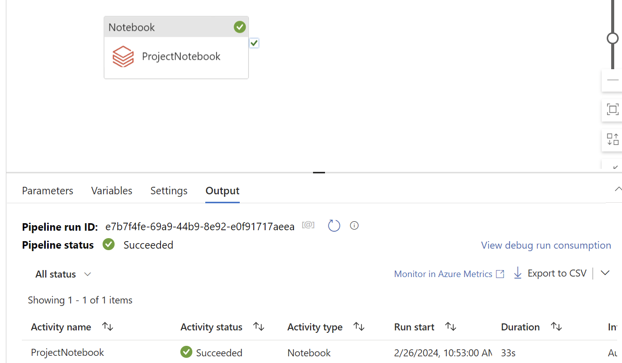 Notebook
ProjectNotebook
Parameters Variables Settings Output
Pipeline run ID: e7b7f4fe-69a9-44b9-8e92-e0f91717aeea
Pipeline status Succeeded View debug run consumption
All status Monitor in Azure Metrics Export to CSV
Showing 1 - 1 of 1 items
Activity name Activity status Activity type Run start Duration
ProjectNotebook Succeeded Notebook 2/26/2024, 10:53:00 AM 33s